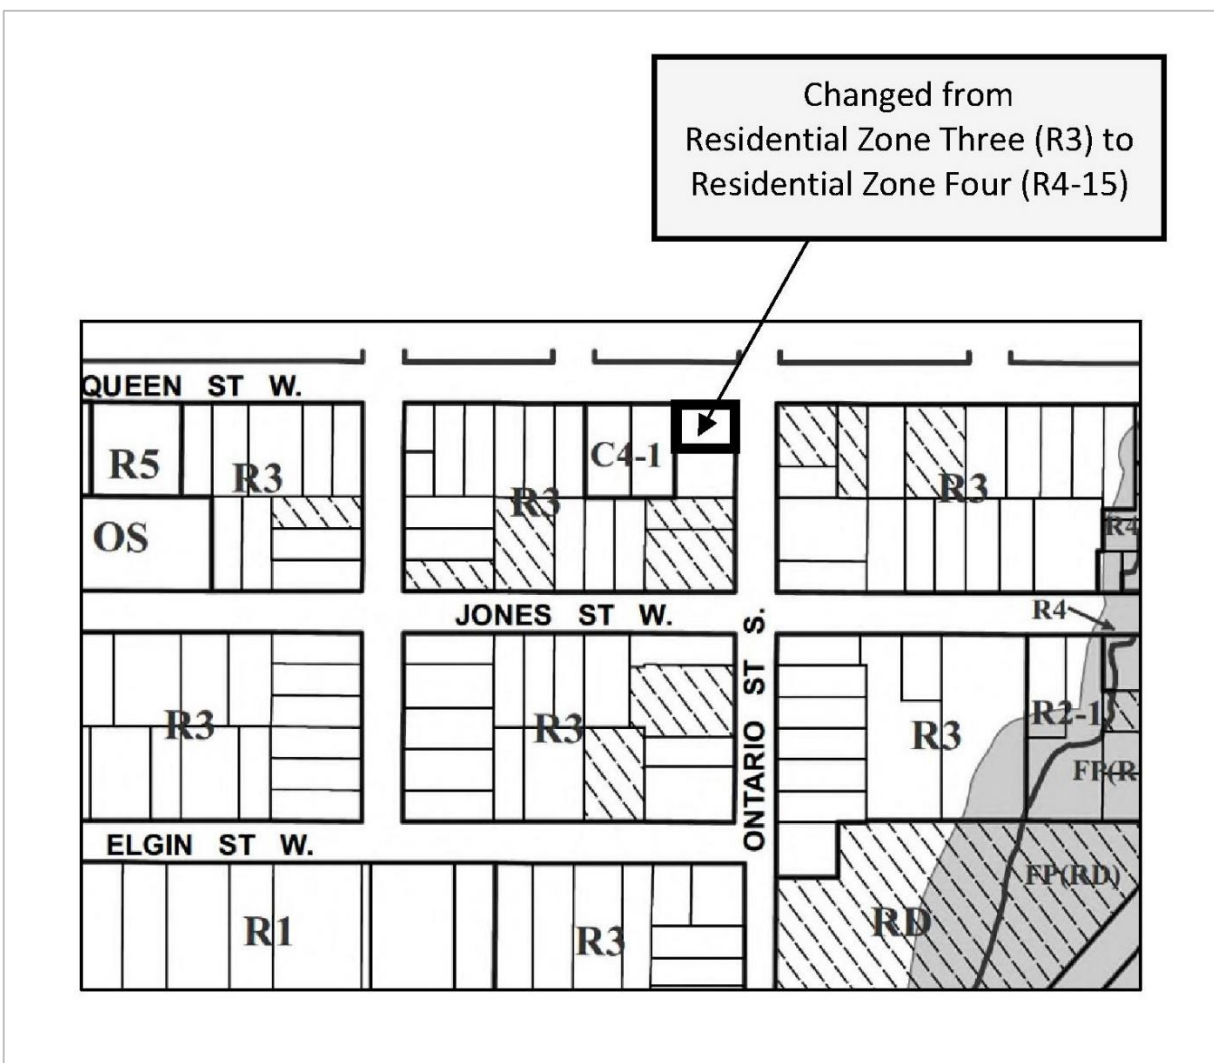 Changed from
Residential Zone Three (R3) to
Residential Zone Four (R4-15)
QUEEN ST W.
R5
R3
C4-1
R3
R3
OS
R4
JONES ST W.
R4
ONTARIO ST S.
R3
R3
R3
R2-1
FP(R
ELGIN ST W.
R1
R3
RD
FP(RD)